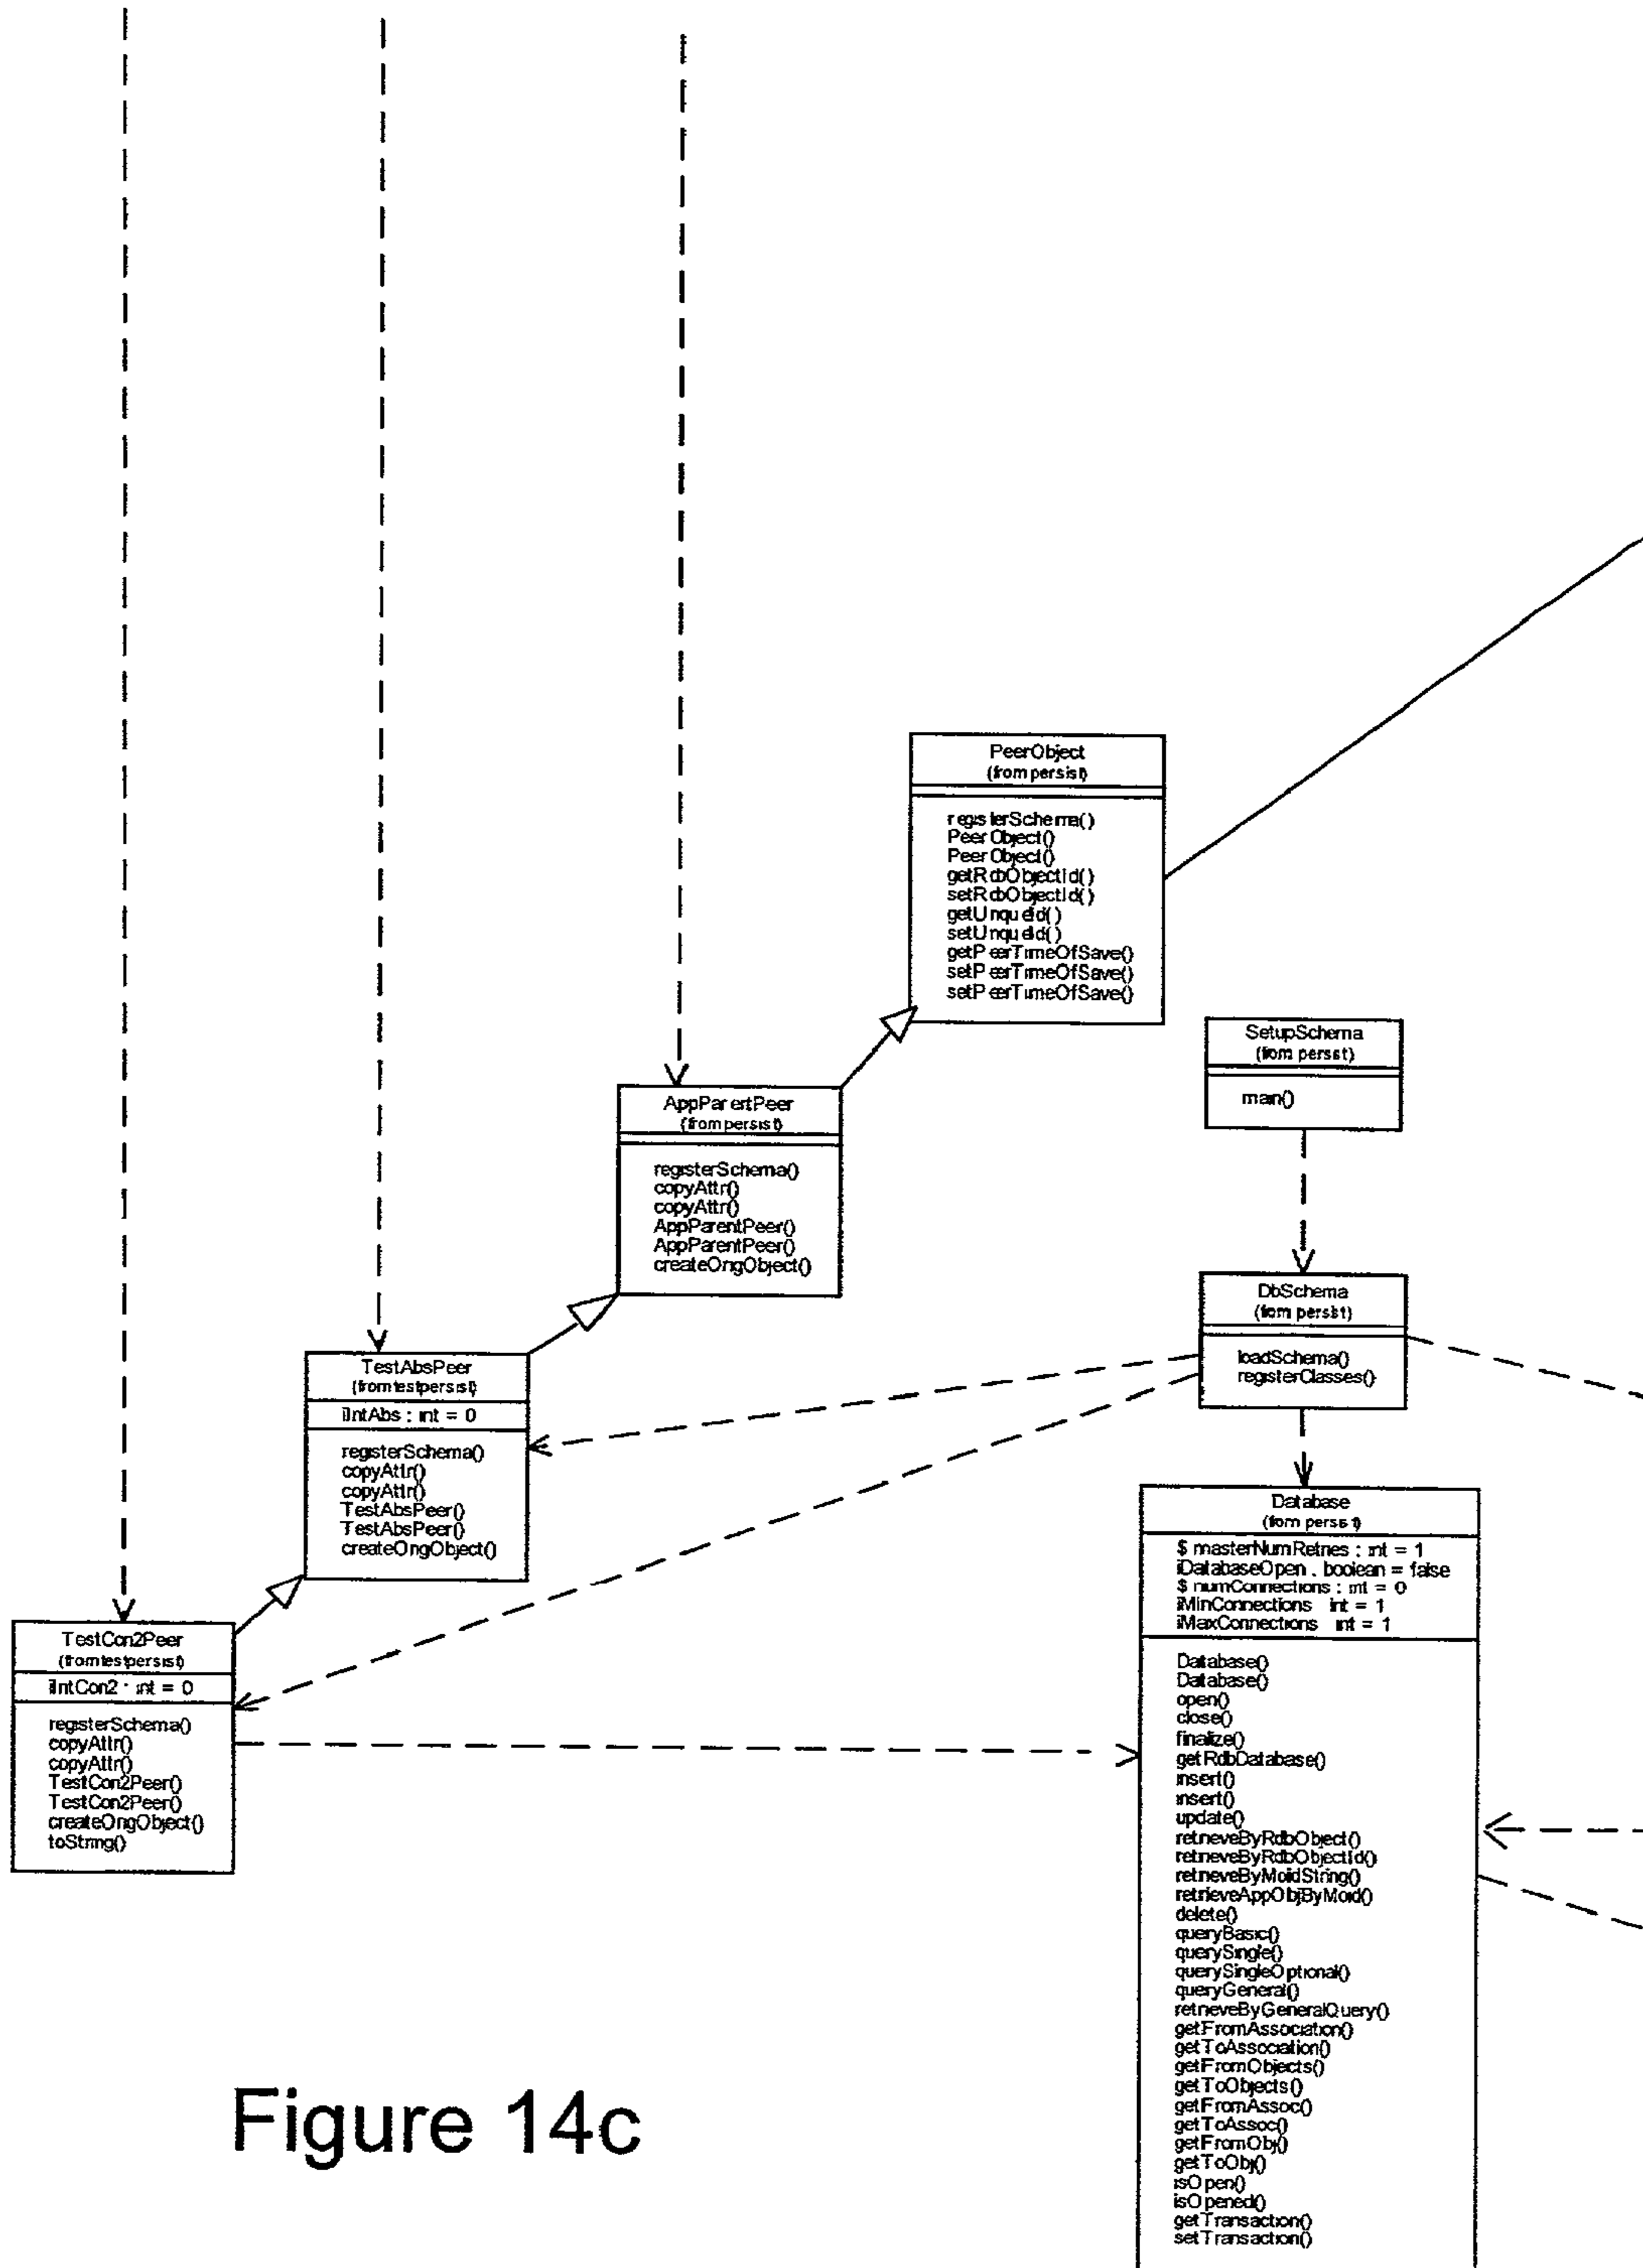 PeerObject
(from persist)
registerSchema()
PeerObject()
PeerObject()
getRdbObjectId()
setRdbObjectId()
getUniqueId()
setUniqueId()
getPeerTimeOfSave()
setPeerTimeOfSave()
setPeerTimeOfSave()
SetupSchema
(from persist)
main()
AppParentPeer
(from persist)
registerSchema()
copyAttr()
copyAttr()
AppParentPeer()
AppParentPeer()
createOrigObject()
DbSchema
(from persist)
loadSchema()
registerClasses()
TestAbsPeer
(from testpersist)
iIntAbs : int = 0
registerSchema()
copyAttr()
copyAttr()
TestAbsPeer()
TestAbsPeer()
createOrigObject()
TestCon2Peer
(from testpersist)
iIntCon2 : int = 0
registerSchema()
copyAttr()
copyAttr()
TestCon2Peer()
TestCon2Peer()
createOrigObject()
toString()
Database
(from persist)
$ masterNumRetries : int = 1
iDatabaseOpen : boolean = false
$ numConnections : int = 0
iMinConnections int = 1
iMaxConnections int = 1
Database()
Database()
open()
close()
finalize()
getRdbDatabase()
insert()
insert()
update()
retrieveByRdbObject()
retrieveByRdbObjectId()
retrieveByMoidString()
retrieveAppObjByMoid()
delete()
queryBasic()
querySingle()
querySingleOptional()
queryGeneral()
retrieveByGeneralQuery()
getFromAssociation()
getToAssociation()
getFromObjects()
getToObjects()
getFromAssoc()
getToAssoc()
getFromObj()
getToObj()
isOpen()
isOpened()
getTransaction()
setTransaction()
Figure 14c